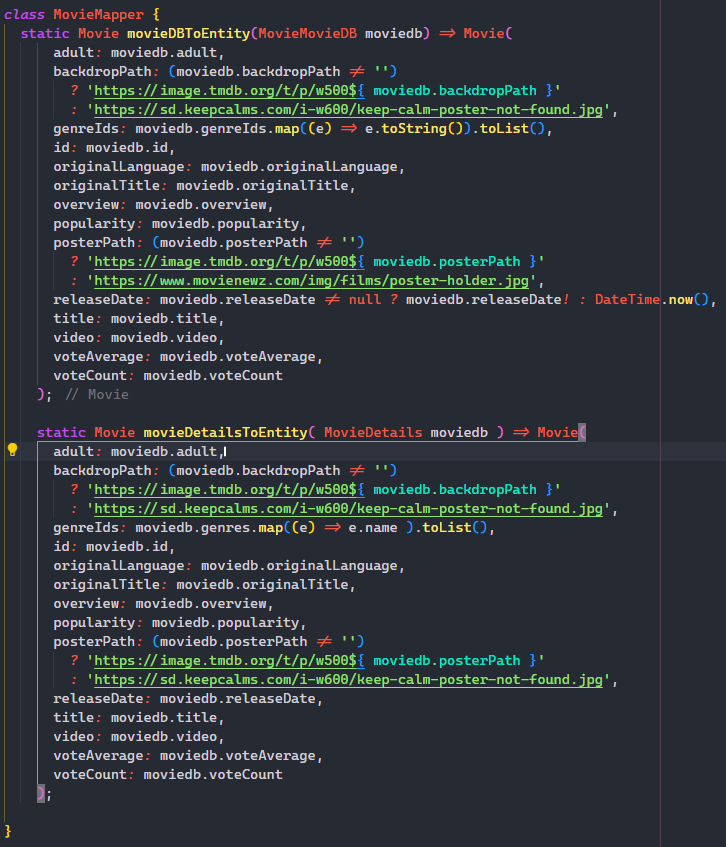 class MovieMapper {
  static Movie movieDBToEntity(MovieMovieDB moviedb) => Movie(
      adult: moviedb.adult,
      backdropPath: (moviedb.backdropPath != '')
        ? 'https://image.tmdb.org/t/p/w500${ moviedb.backdropPath }'
        : 'https://sd.keepcalms.com/i-w600/keep-calm-poster-not-found.jpg',
      genreIds: moviedb.genreIds.map((e) => e.toString()).toList(),
      id: moviedb.id,
      originalLanguage: moviedb.originalLanguage,
      originalTitle: moviedb.originalTitle,
      overview: moviedb.overview,
      popularity: moviedb.popularity,
      posterPath: (moviedb.posterPath != '')
        ? 'https://image.tmdb.org/t/p/w500${ moviedb.posterPath }'
        : 'https://www.movienewz.com/img/films/poster-holder.jpg',
      releaseDate: moviedb.releaseDate != null ? moviedb.releaseDate! : DateTime.now(),
      title: moviedb.title,
      video: moviedb.video,
      voteAverage: moviedb.voteAverage,
      voteCount: moviedb.voteCount
    ); // Movie
    static Movie movieDetailsToEntity( MovieDetails moviedb ) => Movie(
      adult: moviedb.adult,
      backdropPath: (moviedb.backdropPath != '')
        ? 'https://image.tmdb.org/t/p/w500${ moviedb.backdropPath }'
        : 'https://sd.keepcalms.com/i-w600/keep-calm-poster-not-found.jpg',
      genreIds: moviedb.genres.map((e) => e.name ).toList(),
      id: moviedb.id,
      originalLanguage: moviedb.originalLanguage,
      originalTitle: moviedb.originalTitle,
      overview: moviedb.overview,
      popularity: moviedb.popularity,
      posterPath: (moviedb.posterPath != '')
        ? 'https://image.tmdb.org/t/p/w500${ moviedb.posterPath }'
        : 'https://sd.keepcalms.com/i-w600/keep-calm-poster-not-found.jpg',
      releaseDate: moviedb.releaseDate,
      title: moviedb.title,
      video: moviedb.video,
      voteAverage: moviedb.voteAverage,
      voteCount: moviedb.voteCount
    );
}